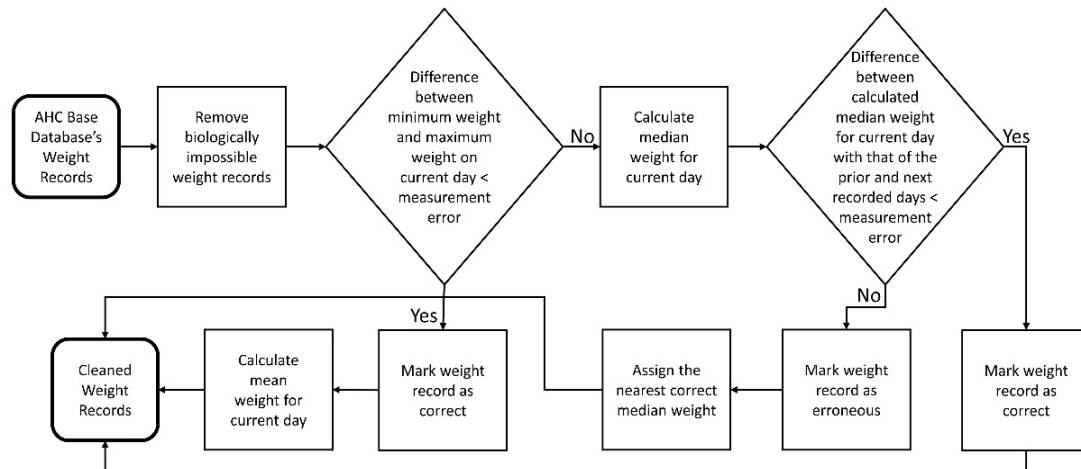 AHC Base
Database's
Weight
Records
Remove
biologically
impossible
weight records
Difference
between
minimum weight
and maximum
weight on
current day <
measurement
error
No
Calculate
median
weight for
current day
Difference
between
calculated
median weight
for current day
with that of the
prior and next
recorded days <
measurement
error
Yes
No
Yes
Cleaned
Weight
Records
Calculate
mean
weight for
current day
Mark weight
record as
correct
Assign the
nearest correct
median weight
Mark weight
record as
erroneous
Mark weight
record as
correct